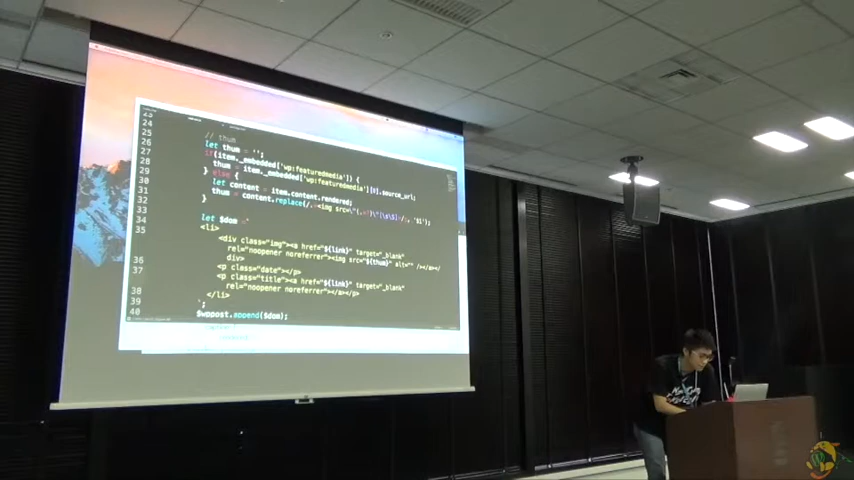 24
25 // thum
26 let thum = '';
27 if(item._embedded['wp:featuredmedia']){
28 thum = item._embedded['wp:featuredmedia'][0].source_url;
29 } else {
30 let content = item.content.rendered;
31 thum = content.replace(
32 }
33
34 let $dom = `
35 <li>
<div class="img"><a href="${link}" target="_blank" rel="noopener noreferrer"><img src="${thum}" alt="" /></a></div>
36 <p class="date"></p>
37 <p class="title"><a href="${link}" target="_blank" rel="noopener noreferrer"></a></p>
38 </li>
39 `;
40 $wppost.append($dom);